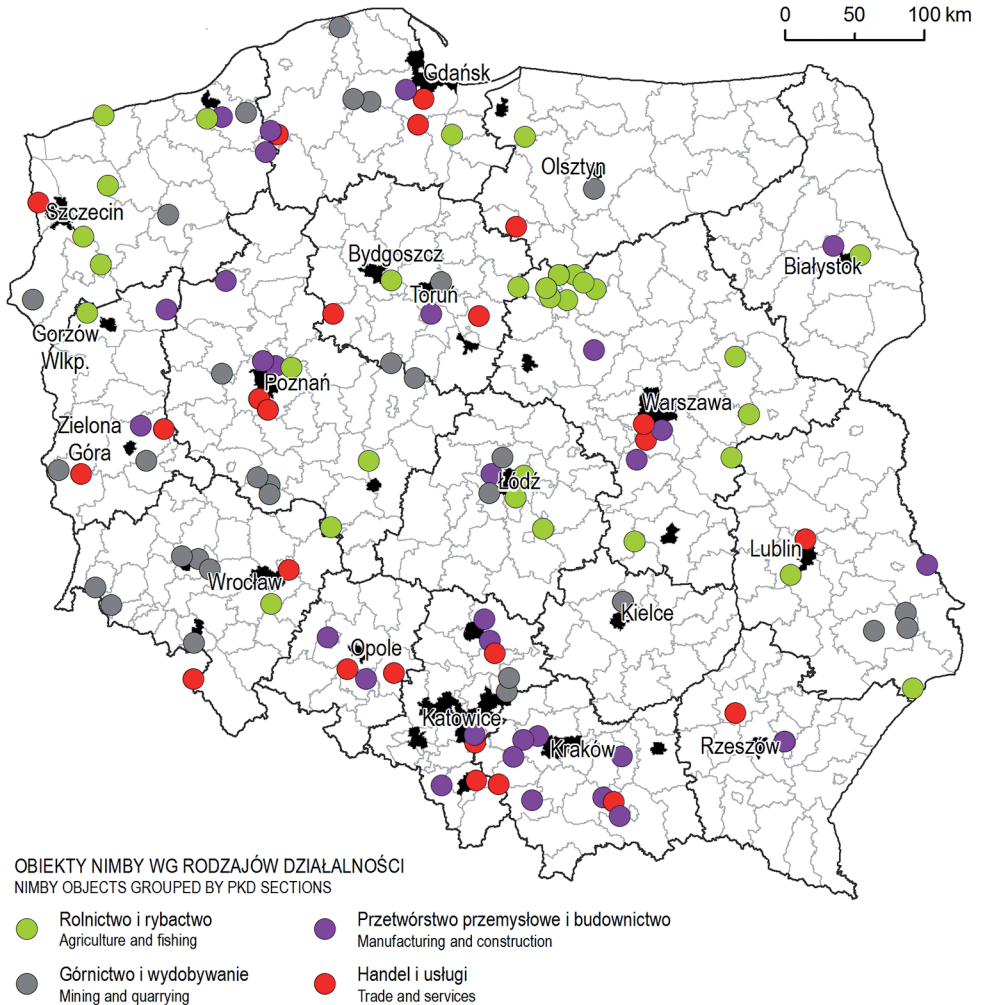 0 50 100 km
Gdańsk
Olsztyn
Szczecin
Bydgoszcz
Białystok
Toruń
Gorzów
Wlkp.
Poznań
Warszawa
Zielona
Góra
Łódź
Lublin
Wrocław
Kielce
Opole
Katowice
Kraków
Rzeszów
OBIEKTY NIMBY WG RODZAJÓW DZIAŁALNOŚCI
NIMBY OBJECTS GROUPED BY PKD SECTIONS
Rolnictwo i rybactwo
Agriculture and fishing
Przetwórstwo przemysłowe i budownictwo
Manufacturing and construction
Górnictwo i wydobywanie
Mining and quarrying
Handel i usługi
Trade and services